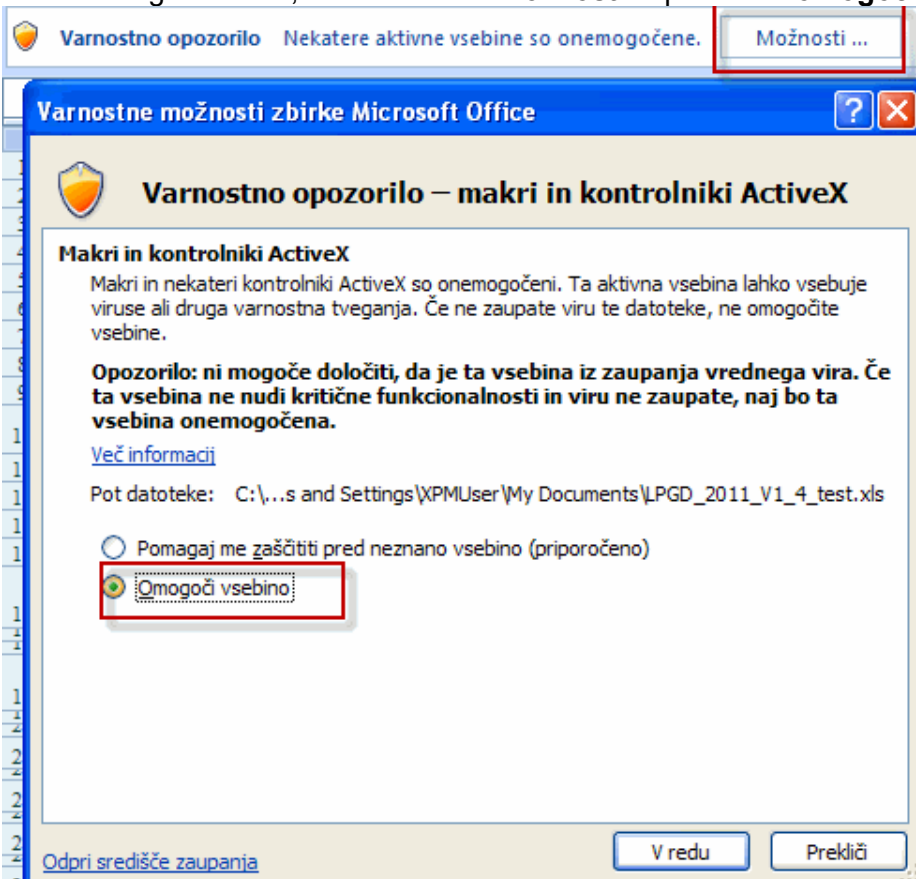 Varnostno opozorilo Nekatere aktivne vsebine so onemogočene. Možnosti ...
Varnostne možnosti zbirke Microsoft Office
Varnostno opozorilo – makri in kontrolniki ActiveX
Makri in kontrolniki ActiveX
Makri in nekateri kontrolniki ActiveX so onemogočeni. Ta aktivna vsebina lahko vsebuje
viruse ali druga varnostna tveganja. Če ne zaupate viru te datoteke, ne omogočite
vsebine.
Opozorilo: ni mogoče določiti, da je ta vsebina iz zaupanja vrednega vira. Če
ta vsebina ne nudi kritične funkcionalnosti in viru ne zaupate, naj bo ta
vsebina onemogočena.
Več informacij
Pot datoteke: C:\...s and Settings\XPMUser\My Documents\LPGD_2011_V1_4_test.xls
Pomagaj me zaščititi pred neznano vsebino (priporočeno)
Omogoči vsebino
Odpri središče zaupanja V redu Prekliči